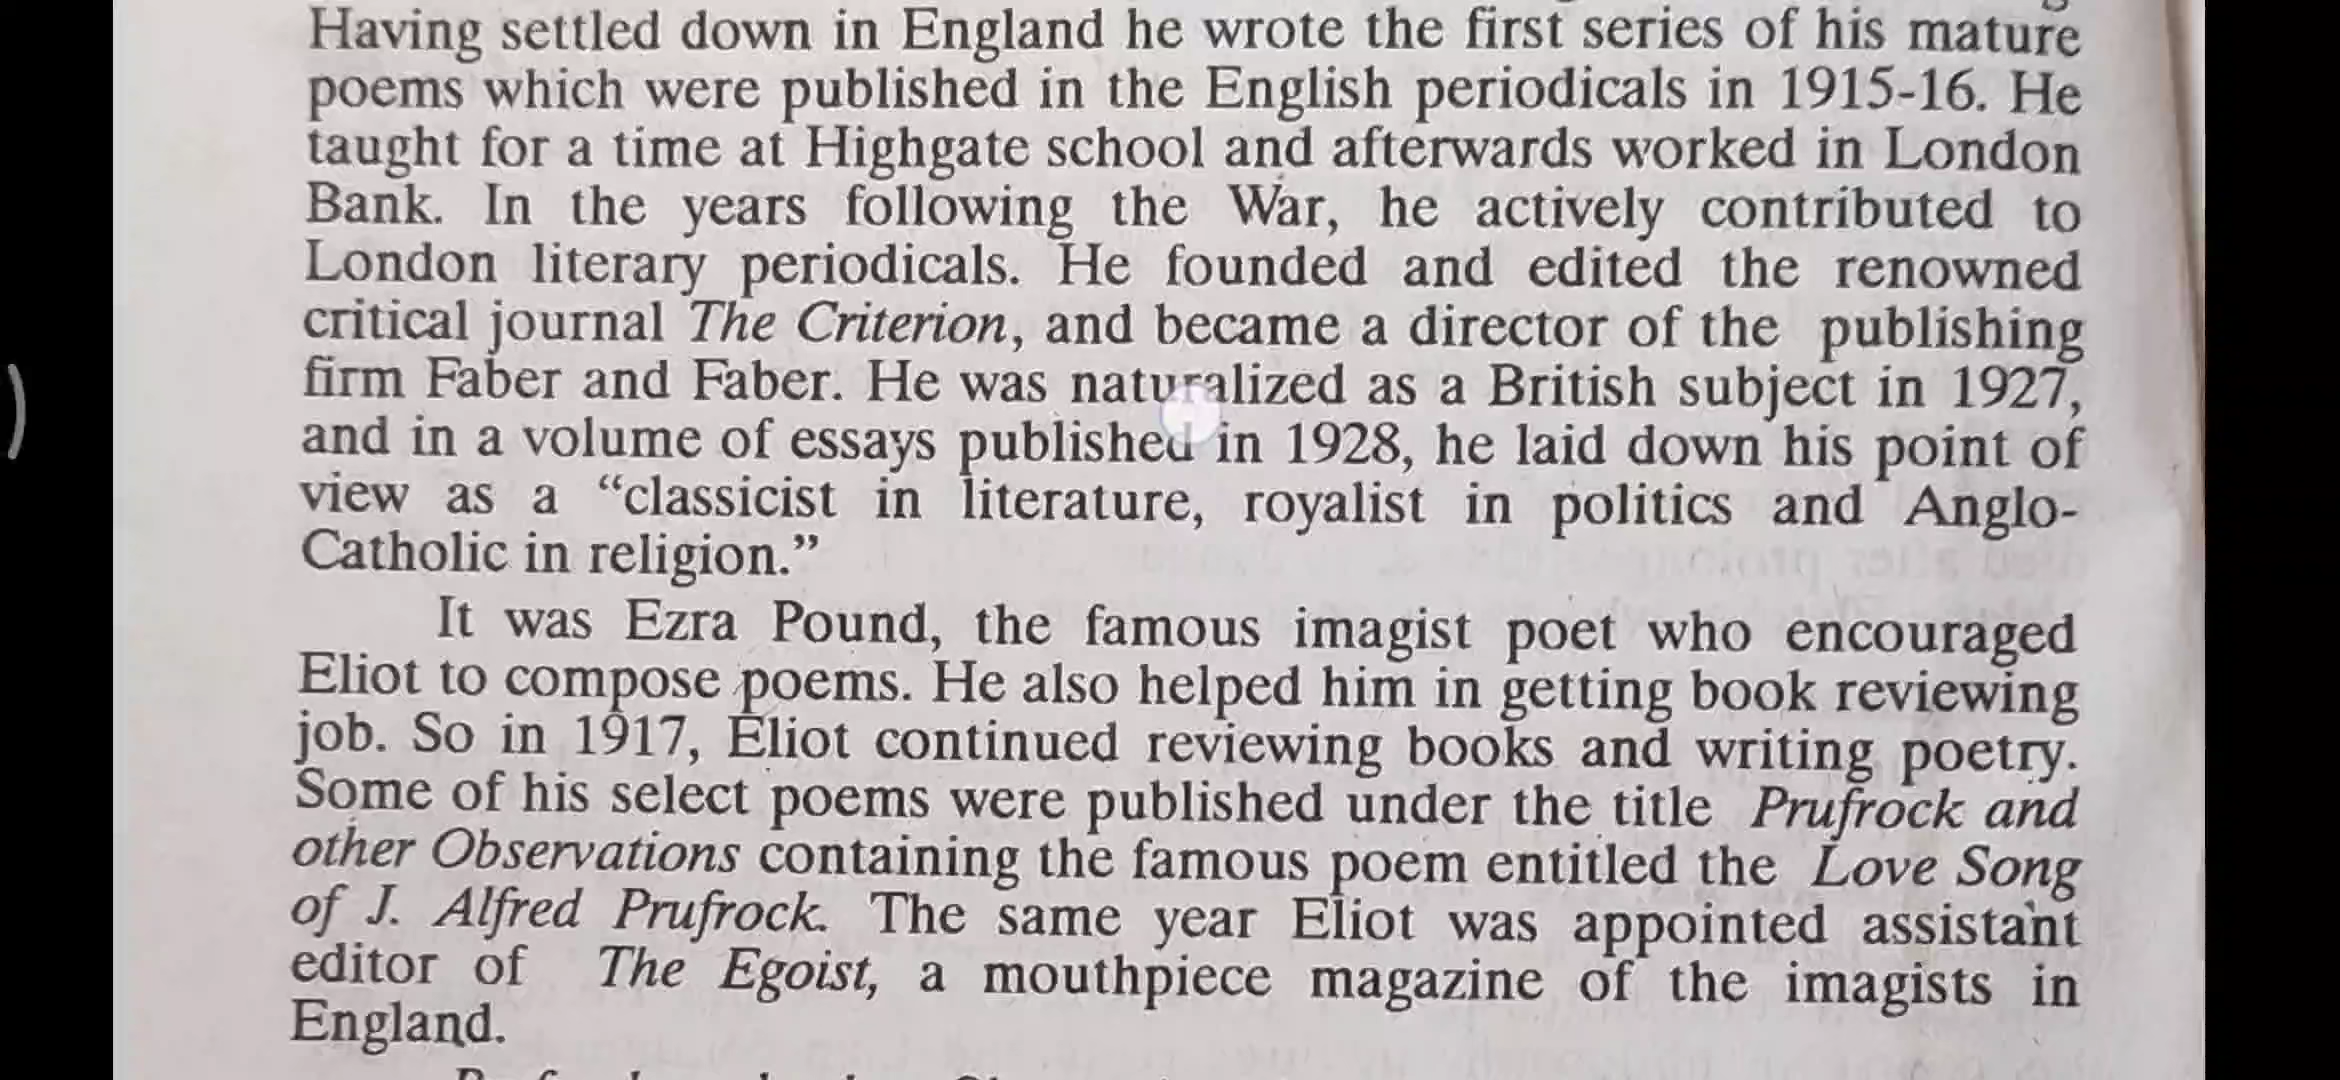 Having settled down in England he wrote the first series of his mature
poems which were published in the English periodicals in 1915-16. He
taught for a time at Highgate school and afterwards worked in London
Bank. In the years following the War, he actively contributed to
London literary periodicals. He founded and edited the renowned
critical journal The Criterion, and became a director of the publishing
firm Faber and Faber. He was naturalized as a British subject in 1927,
and in a volume of essays published in 1928, he laid down his point of
view as a “classicist in literature, royalist in politics and Anglo-
Catholic in religion.”
It was Ezra Pound, the famous imagist poet who encouraged
Eliot to compose poems. He also helped him in getting book reviewing
job. So in 1917, Eliot continued reviewing books and writing poetry.
Some of his select poems were published under the title Prufrock and
other Observations containing the famous poem entitled the Love Song
of J. Alfred Prufrock. The same year Eliot was appointed assistant
editor of The Egoist, a mouthpiece magazine of the imagists in
England.